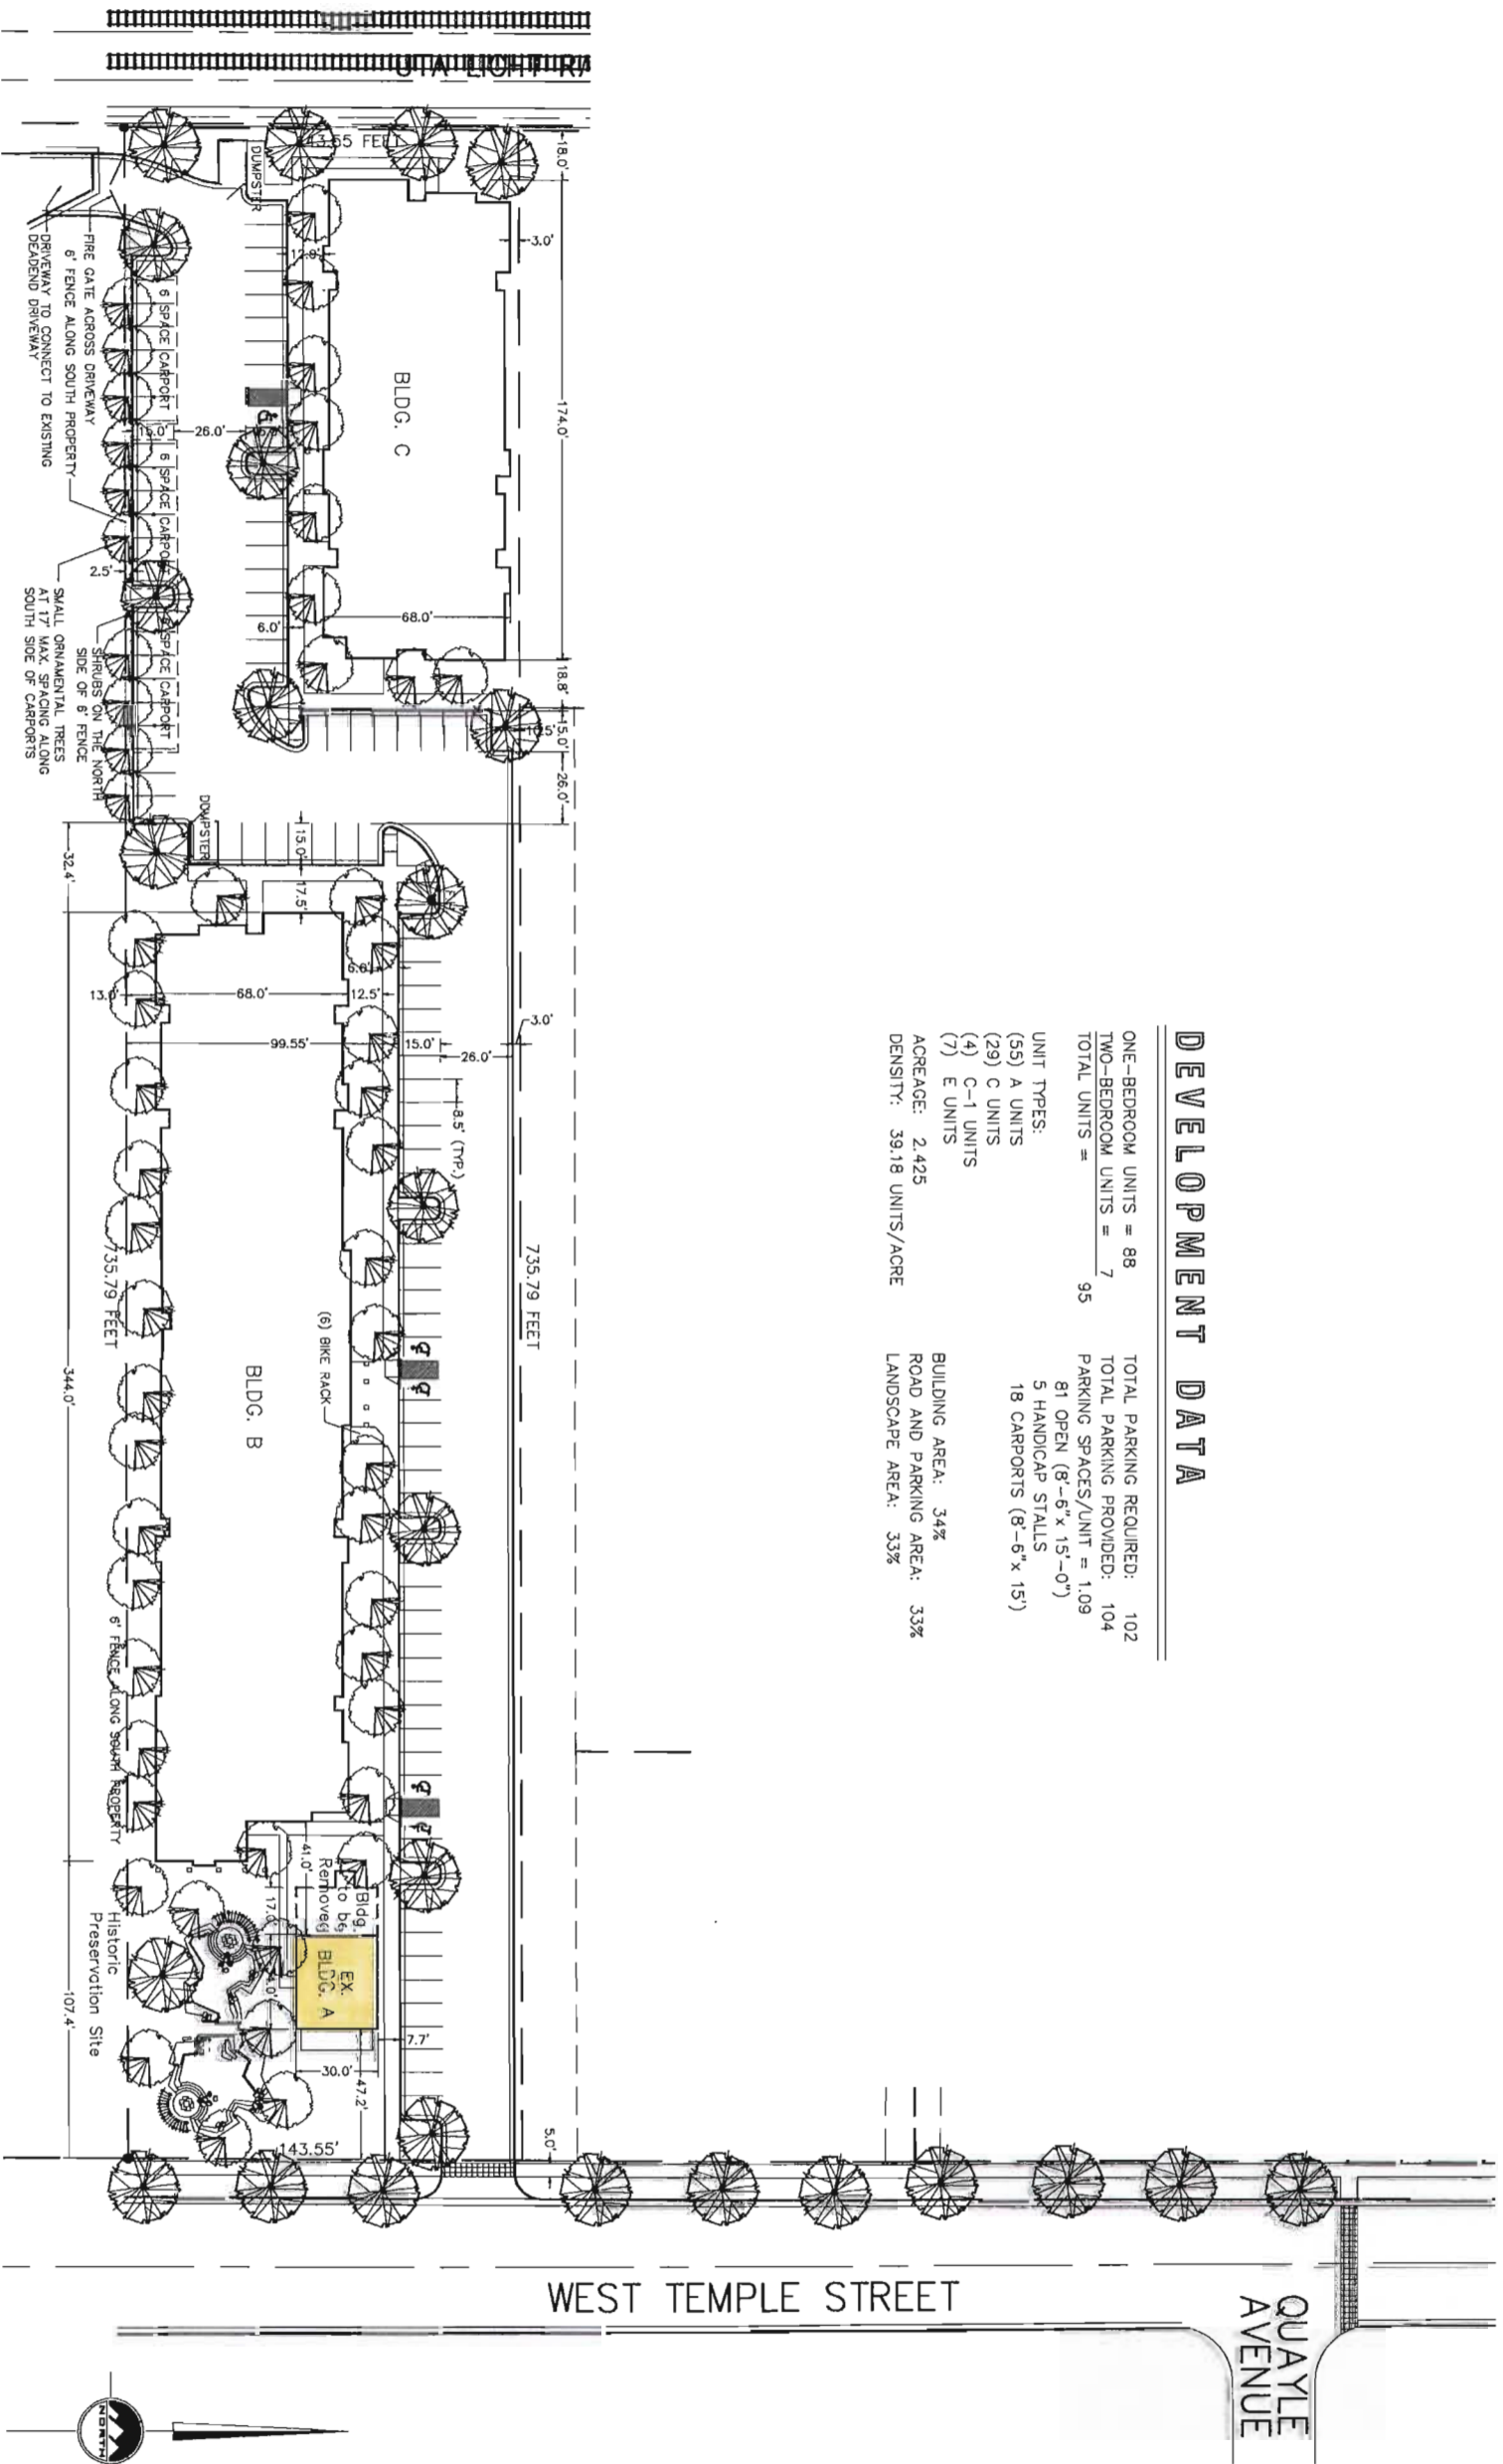 DEVELOPMENT DATA
ONE-BEDROOM UNITS = 88
TWO-BEDROOM UNITS = 7
TOTAL UNITS = 95
UNIT TYPES:
(55) A UNITS
(29) C UNITS
(4) C-1 UNITS
(7) E UNITS
ACREAGE: 2.425
DENSITY: 39.18 UNITS/ACRE
TOTAL PARKING REQUIRED: 102
TOTAL PARKING PROVIDED: 104
PARKING SPACES/UNIT = 1.09
81 OPEN (8'-6" x 15'-0")
5 HANDICAP STALLS
18 CARPORTS (8'-6" x 15')
BUILDING AREA: 34%
ROAD AND PARKING AREA: 33%
LANDSCAPE AREA: 33%
UTA LIGHT RA
DUMPSTER
18.0'
174.0'
18.8'
15.0'
26.0'
3.0'
BLDG. C
68.0'
6.0'
26.0'
6 SPACE CARPORT
6 SPACE CARPORT
SPACE CARPORT
2.5'
FIRE GATE ACROSS DRIVEWAY
6' FENCE ALONG SOUTH PROPERTY
DRIVEWAY TO CONNECT TO EXISTING
DEADEND DRIVEWAY
SHRUBS ON THE NORTH
SIDE OF 6' FENCE
SMALL ORNAMENTAL TREES
AT 17' MAX. SPACING ALONG
SOUTH SIDE OF CARPORTS
DUMPSTER
15.0'
17.5'
32.4'
344.0'
107.4'
735.79 FEET
3.0'
26.0'
15.0'
8.5' (TYP.)
6.0'
12.5'
68.0'
13.0'
99.55'
(6) BIKE RACK
BLDG. B
735.79 FEET
6' FENCE ALONG SOUTH PROPERTY
41.0'
Bldg.
to be
Removed
17.0'
EX.
BLDG. A
7.7'
30.0'
47.2'
143.55'
5.0'
Historic
Preservation Site
WEST TEMPLE STREET
QUAYLE
AVENUE
NORTH